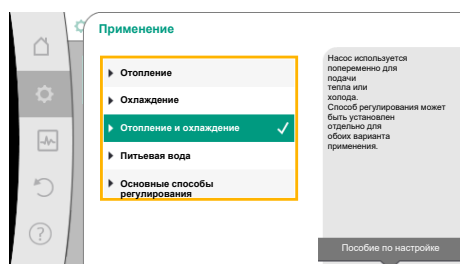 Применение
Отопление
Охлаждение
Отопление и охлаждение
Питьевая вода
Основные способы
регулирования
Насос используется
попеременно для
подачи
тепла или
холода.
Способ регулирования может
быть установлен
отдельно для
обоих варианта
применения.
Пособие по настройке